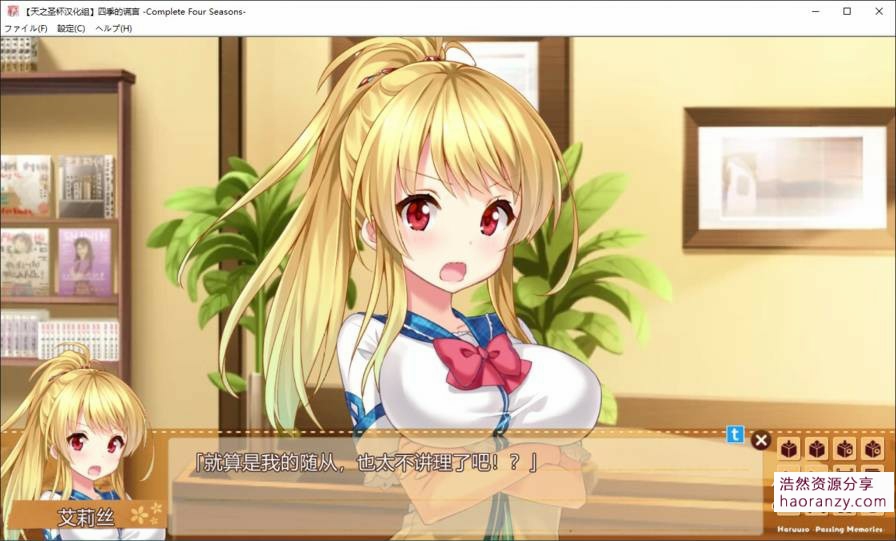 【天之圣杯汉化组】四季的谎言 -Complete Four Seasons-
ファイル(F) 設定(C) ヘルプ(H)
「就算是我的随从，也太不讲理了吧！？」
艾莉丝
t
浩然资源分享
haoranzy.com
Haruuso -Passing Memories-